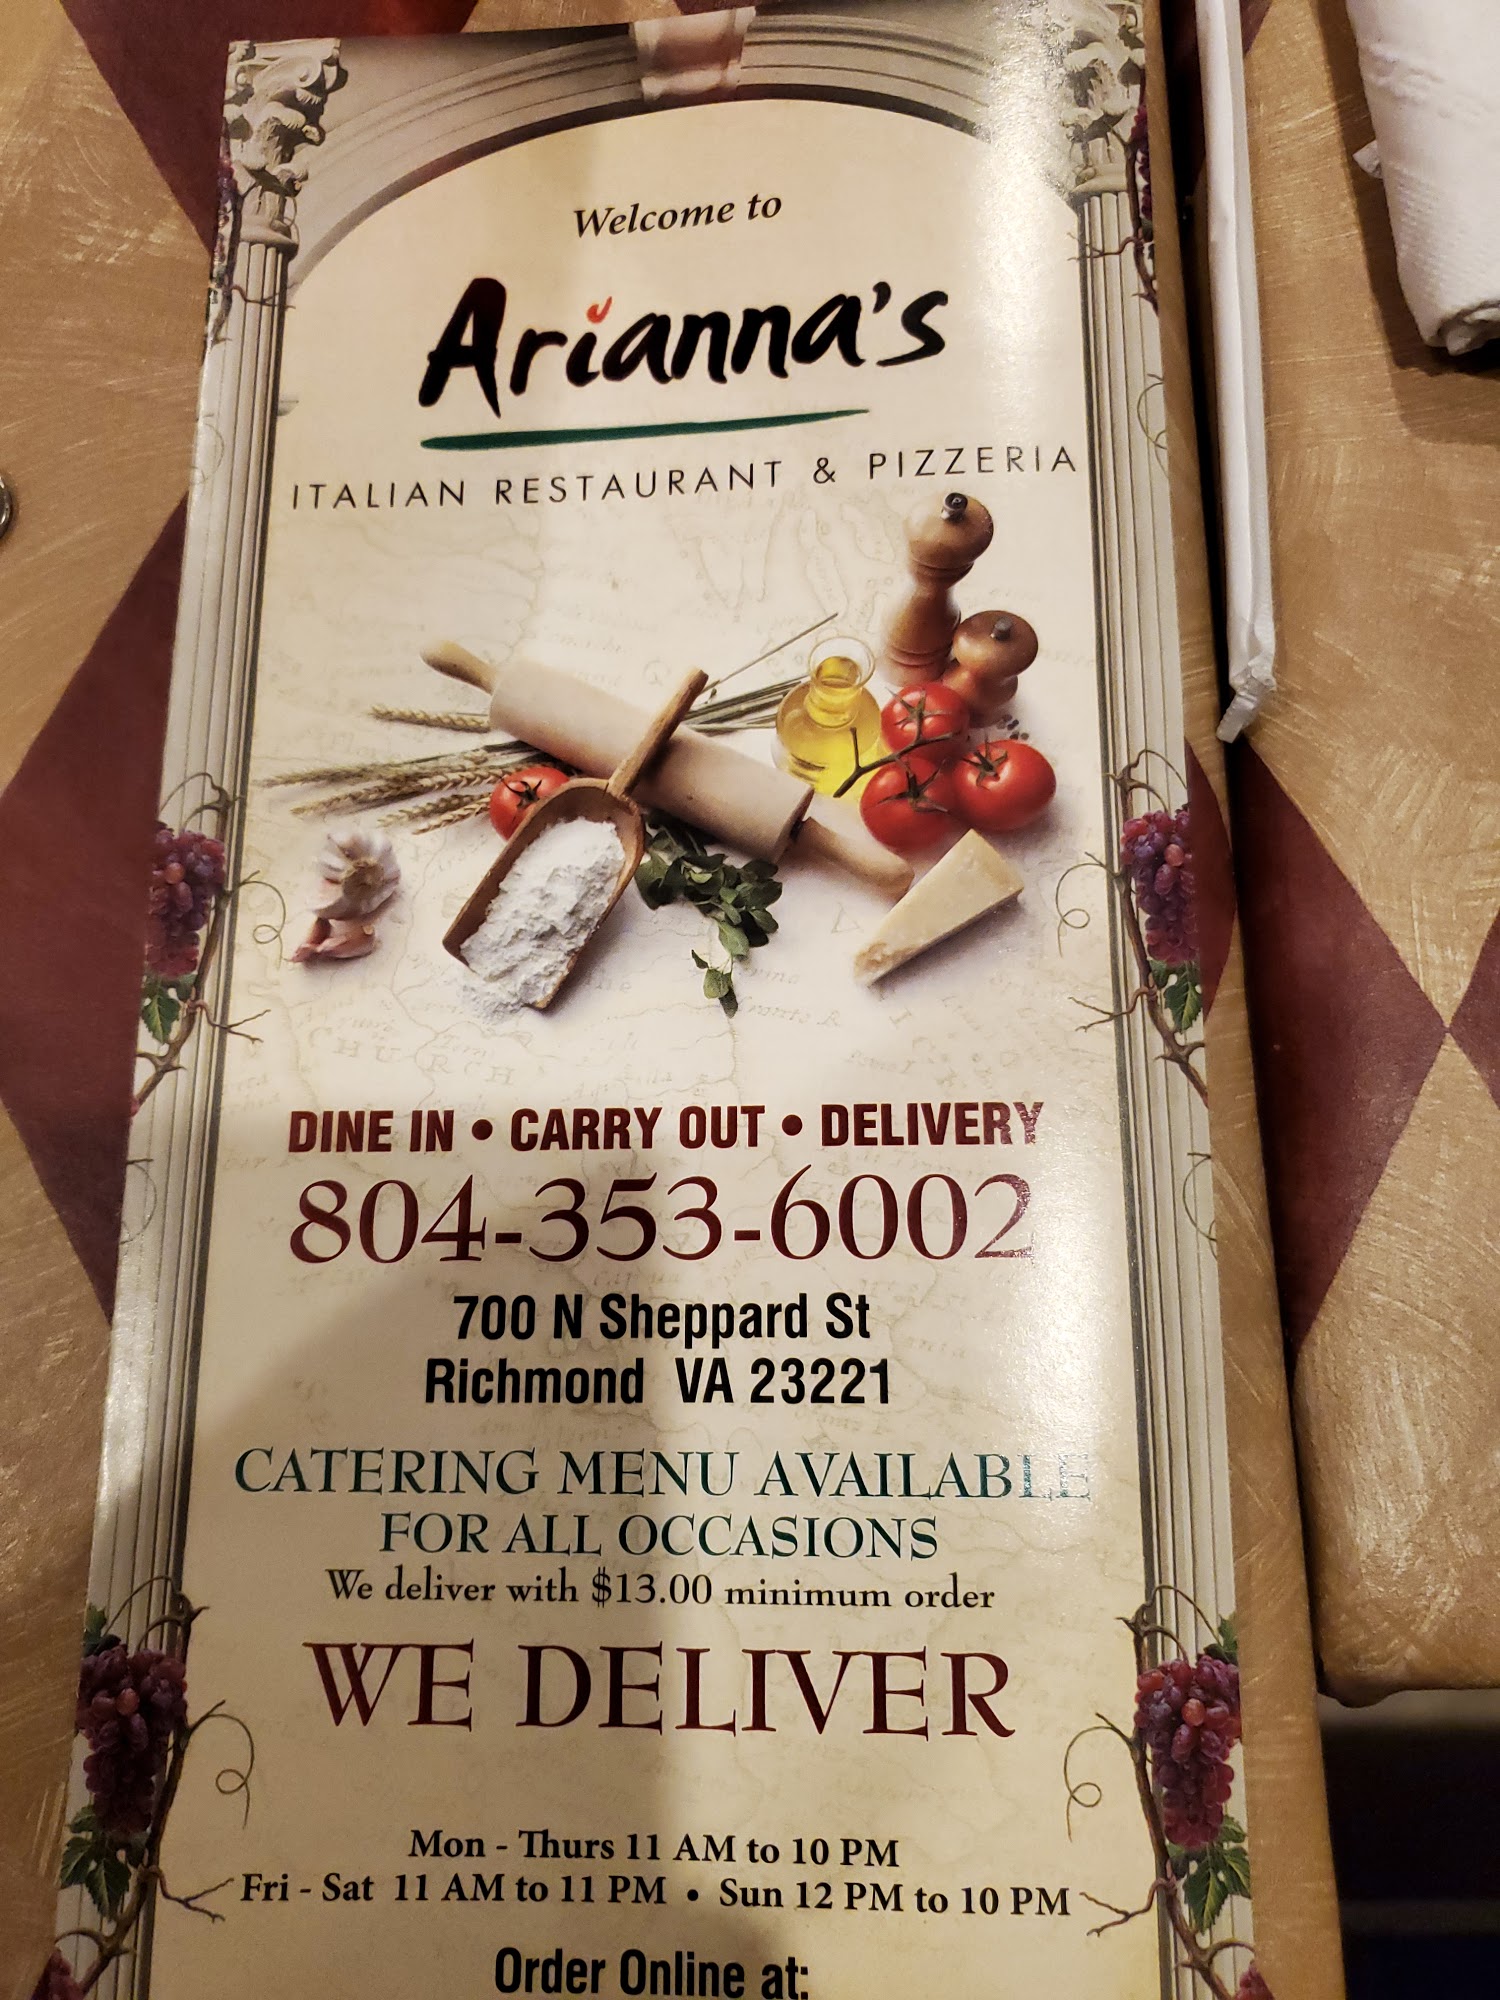 Welcome to
Arianna's
ITALIAN RESTAURANT & PIZZERIA
DINE IN • CARRY OUT • DELIVERY
804-353-6002
700 N Sheppard St
Richmond VA 23221
CATERING MENU AVAILABLE
FOR ALL OCCASIONS
We deliver with $13.00 minimum order
WE DELIVER
Mon - Thurs 11 AM to 10 PM
Fri - Sat 11 AM to 11 PM • Sun 12 PM to 10 PM
Order Online at: